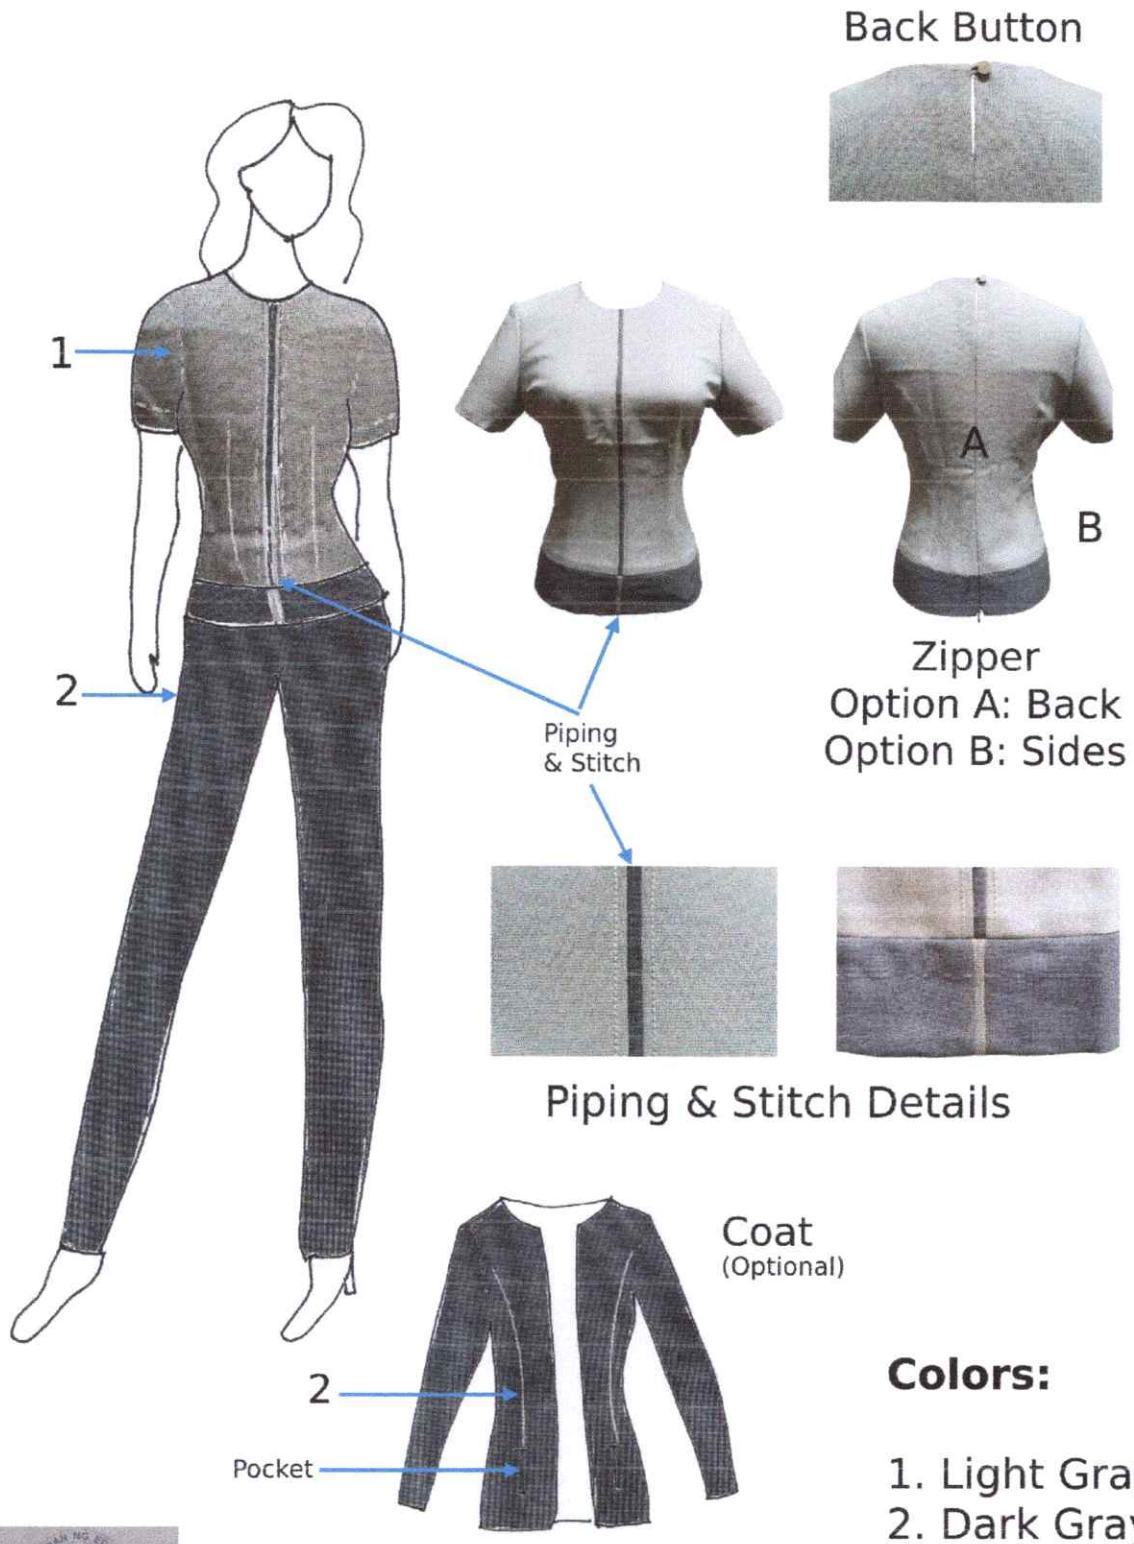 Back Button
1
A
B
Zipper
Option A: Back
Option B: Sides
2
Piping
& Stitch
Piping & Stitch Details
Coat
(Optional)
2
Pocket
Colors:
1. Light Gra
2. Dark Gray